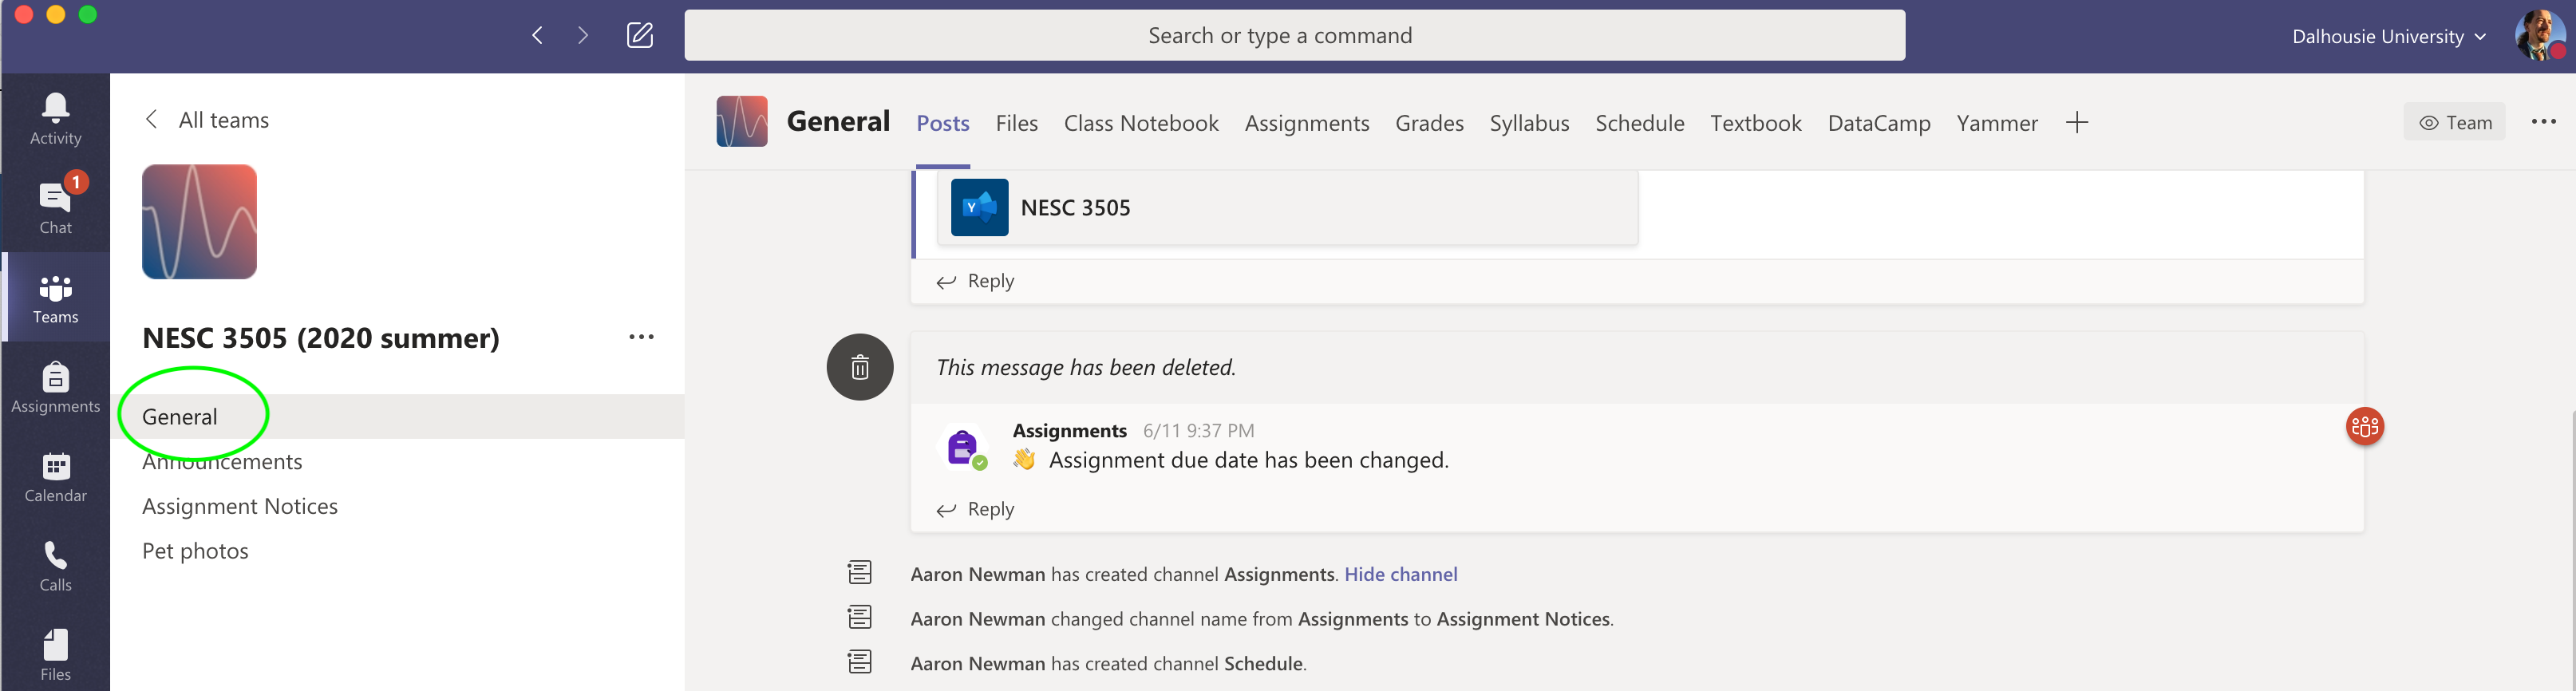 Search or type a command
Dalhousie University
Activity
1
Chat
Teams
Assignments
Calendar
Calls
Files
All teams
NESC 3505 (2020 summer)
General
Announcements
Assignment Notices
Pet photos
General Posts Files Class Notebook Assignments Grades Syllabus Schedule Textbook DataCamp Yammer
Team
Y NESC 3505
Reply
This message has been deleted.
Assignments 6/11 9:37 PM
👋 Assignment due date has been changed.
Reply
Aaron Newman has created channel Assignments. Hide channel
Aaron Newman changed channel name from Assignments to Assignment Notices.
Aaron Newman has created channel Schedule.